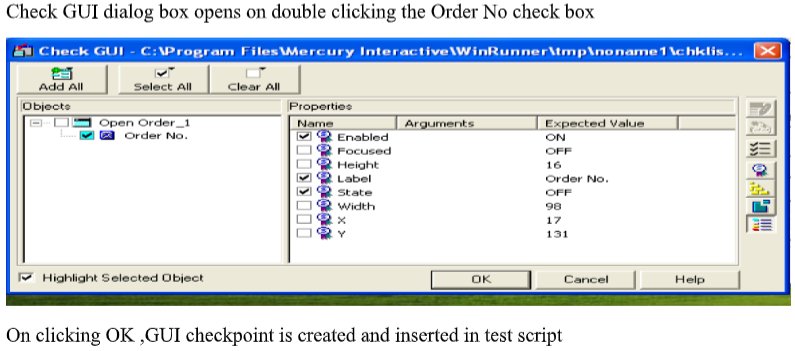 Check GUI dialog box opens on double clicking the Order No check box
Check GUI - C:\Program Files\Mercury Interactive\WinRunner\tmp\noname1\chklis...
Add All Select All Clear All
Objects Properties
Name Arguments Expected Value
Open Order_1
Order No.
Enabled ON
Focused OFF
Height 16
Label Order No.
State OFF
Width 98
X 17
Y 131
Highlight Selected Object OK Cancel Help
On clicking OK ,GUI checkpoint is created and inserted in test script